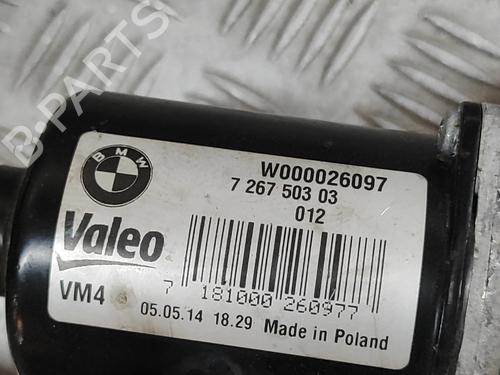 B-PARTS
BMW
W000026097
7 267 503 03
012
Valeo
VM4
7 181000 260977
05.05.14 18.29 Made in Poland